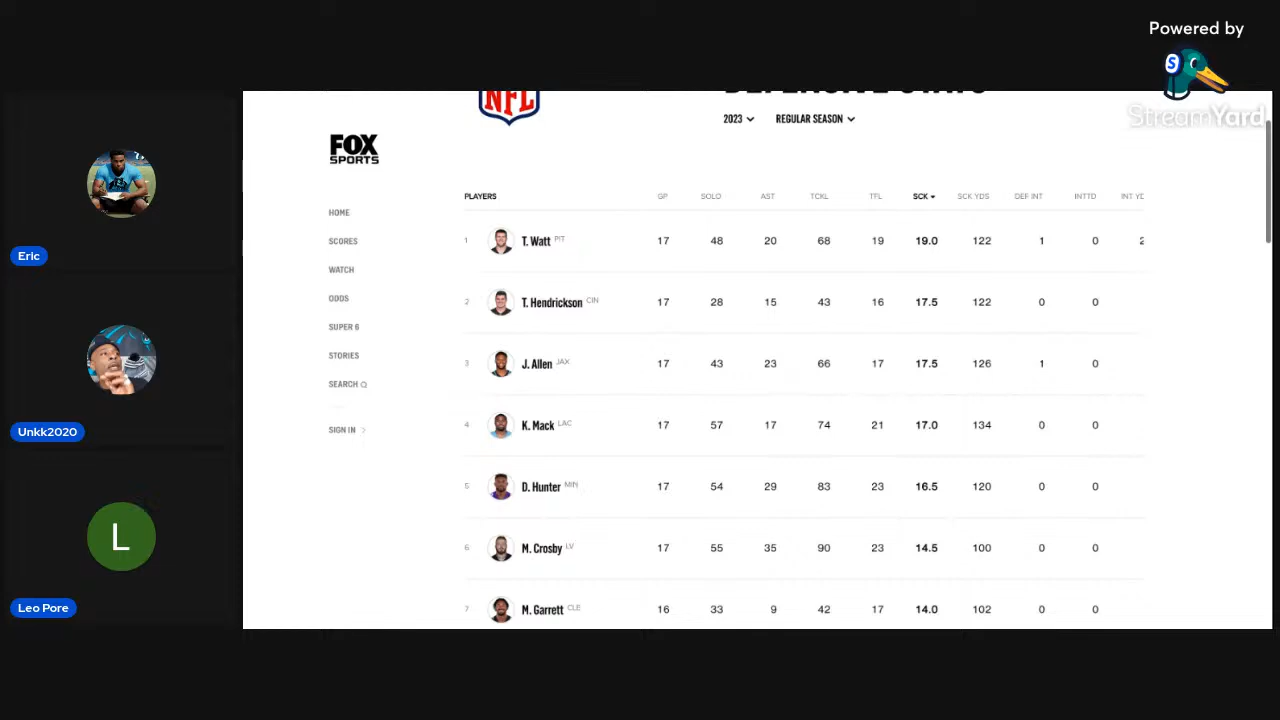 Powered by
S
StreamYard
NFL
DEFENSIVE STATS
2023 REGULAR SEASON
FOX
SPORTS
HOME
SCORES
WATCH
ODDS
SUPER 6
STORIES
SEARCH
SIGN IN
PLAYERS GP SOLO AST TCKL TFL SCK SCK YDS DEF INT INTTD INT YD
1 T. Watt PIT 17 48 20 68 19 19.0 122 1 0 2
2 T. Hendrickson CIN 17 28 15 43 16 17.5 122 0 0
3 J. Allen JAX 17 43 23 66 17 17.5 126 1 0
4 K. Mack LAC 17 57 17 74 21 17.0 134 0 0
5 D. Hunter MIN 17 54 29 83 23 16.5 120 0 0
6 M. Crosby LV 17 55 35 90 23 14.5 100 0 0
7 M. Garrett CLE 16 33 9 42 17 14.0 102 0 0
Eric
Unkk2020
L
Leo Pore